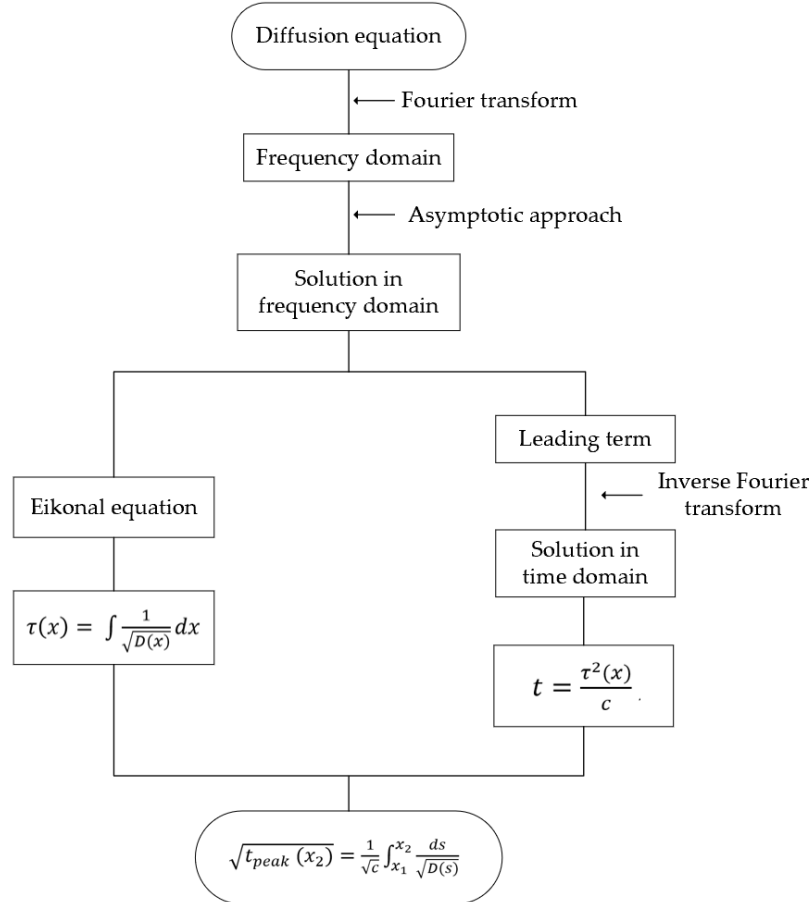 Diffusion equation
Fourier transform
Frequency domain
Asymptotic approach
Solution in
frequency domain
Leading term
Inverse Fourier
transform
Eikonal equation
Solution in
time domain
τ(x) = ∫ 1/√D(x) dx
t = τ²(x)/c .
√t_peak (x₂) = 1/√c ∫_x₁^x₂ ds/√D(s)